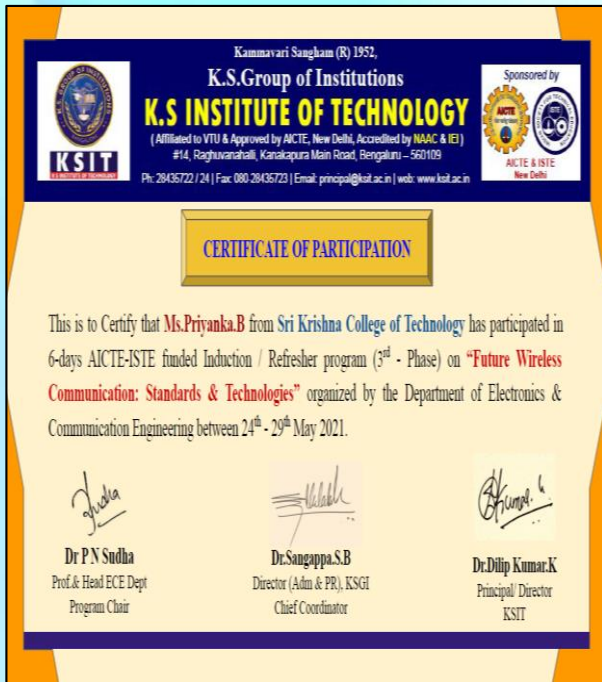 Kammavari Sangham (R) 1952,
K.S.Group of Institutions
K.S INSTITUTE OF TECHNOLOGY
( Affiliated to VTU & Approved by AICTE, New Delhi, Accredited by NAAC & IEI )
#14, Raghuvanahalli, Kanakapura Main Road, Bengaluru – 560109
Ph: 28435722 / 24 | Fax: 080-28435723 | Email: principal@ksit.ac.in | web: www.ksit.ac.in
KSIT
K S INSTITUTE OF TECHNOLOGY
Sponsored by
AICTE
ISTE
AICTE & ISTE
New Delhi
CERTIFICATE OF PARTICIPATION
This is to Certify that Ms.Priyanka.B from Sri Krishna College of Technology has participated in
6-days AICTE-ISTE funded Induction / Refresher program (3rd - Phase) on “Future Wireless
Communication: Standards & Technologies” organized by the Department of Electronics &
Communication Engineering between 24th - 29th May 2021.
Dr P N Sudha
Prof.& Head ECE Dept
Program Chair
Dr.Sangappa.S.B
Director (Adm & PR), KSGI
Chief Coordinator
Dr.Dilip Kumar.K
Principal/ Director
KSIT